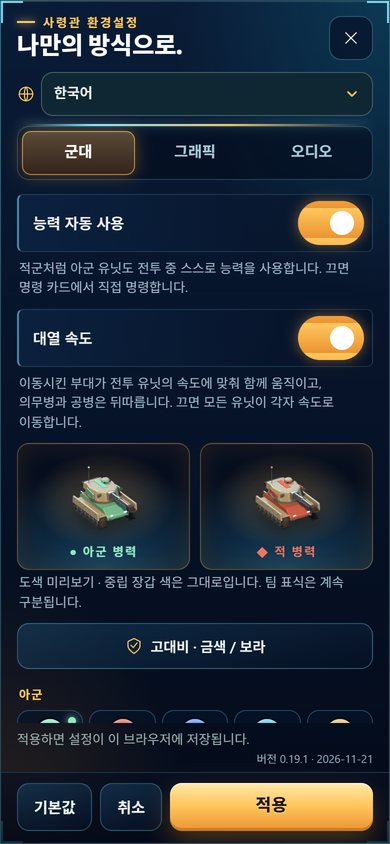 사령관 환경설정
나만의 방식으로.
한국어
군대
그래픽
오디오
능력 자동 사용
적군처럼 아군 유닛도 전투 중 스스로 능력을 사용합니다. 끄면
명령 카드에서 직접 명령합니다.
대열 속도
이동시킨 부대가 전투 유닛의 속도에 맞춰 함께 움직이고,
의무병과 공병은 뒤따릅니다. 끄면 모든 유닛이 각자 속도로
이동합니다.
아군 병력
적 병력
도색 미리보기 · 중립 장갑 색은 그대로입니다. 팀 표식은 계속
구분됩니다.
고대비 · 금색 / 보라
아군
적용하면 설정이 이 브라우저에 저장됩니다.
버전 0.19.1 · 2026-11-21
기본값
취소
적용